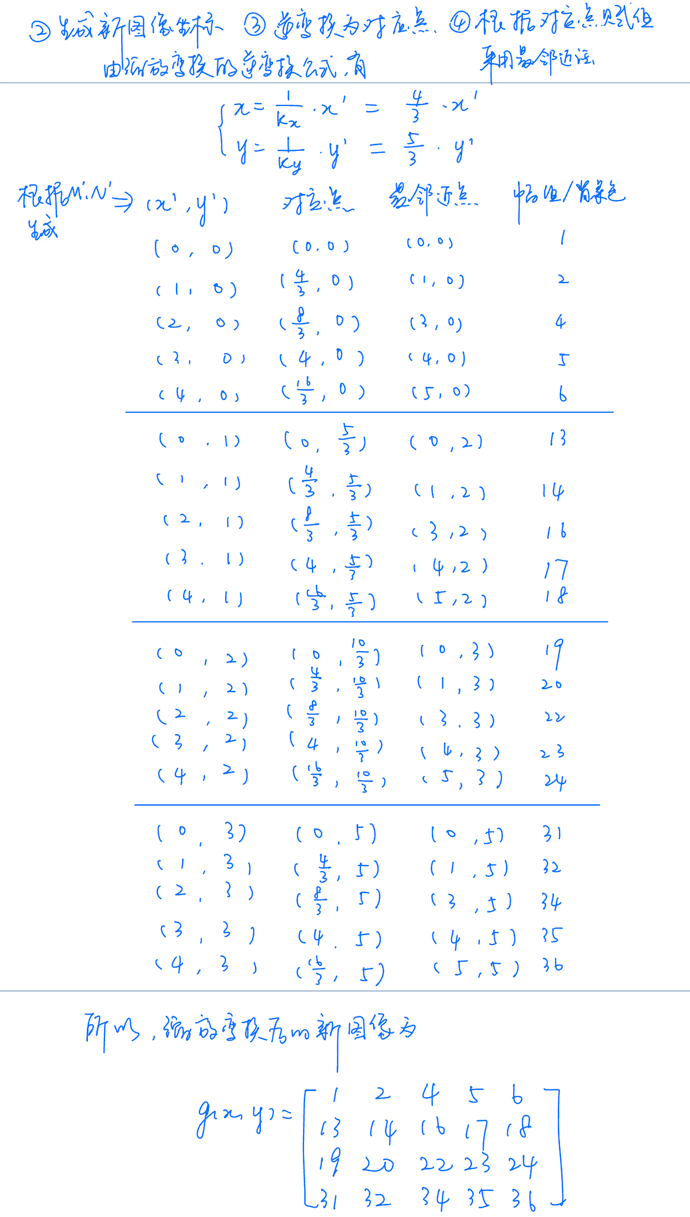 ② 生成新图像坐标 ③ 逆变换为对应点. ④ 根据对应点赋值
由缩放变换的逆变换公式,有 采用最邻近法
x = 1/Kx · x' = 4/3 · x'
y = 1/Ky · y' = 5/3 · y'
根据M'.N' ⇒ (x', y') 对应点 最邻近点 中白值/背景色
生成
(0, 0) (0.0) (0,0) 1
(1, 0) (4/3, 0) (1,0) 2
(2, 0) (8/3, 0) (3,0) 4
(3, 0) (4,0) (4,0) 5
(4, 0) (16/3, 0) (5,0) 6
(0, 1) (0, 5/3) (0,2) 13
(1, 1) (4/3, 5/3) (1,2) 14
(2, 1) (8/3, 5/3) (3,2) 16
(3. 1) (4, 5/3) (4,2) 17
(4, 1) (16/3, 5/3) (5,2) 18
(0, 2) (0, 10/3) (0,3) 19
(1, 2) (4/3, 10/3) (1,3) 20
(2, 2) (8/3, 10/3) (3.3) 22
(3, 2) (4, 10/3) (4,3) 23
(4, 2) (16/3, 10/3) (5,3) 24
(0, 3) (0, 5) (0,5) 31
(1, 3) (4/3, 5) (1,5) 32
(2, 3) (8/3, 5) (3,5) 34
(3, 3) (4. 5) (4,5) 35
(4, 3) (16/3, 5) (5,5) 36
所以,缩放变换后的新图像为
g(x,y)= [1 2 4 5 6
13 14 16 17 18
19 20 22 23 24
31 32 34 35 36]